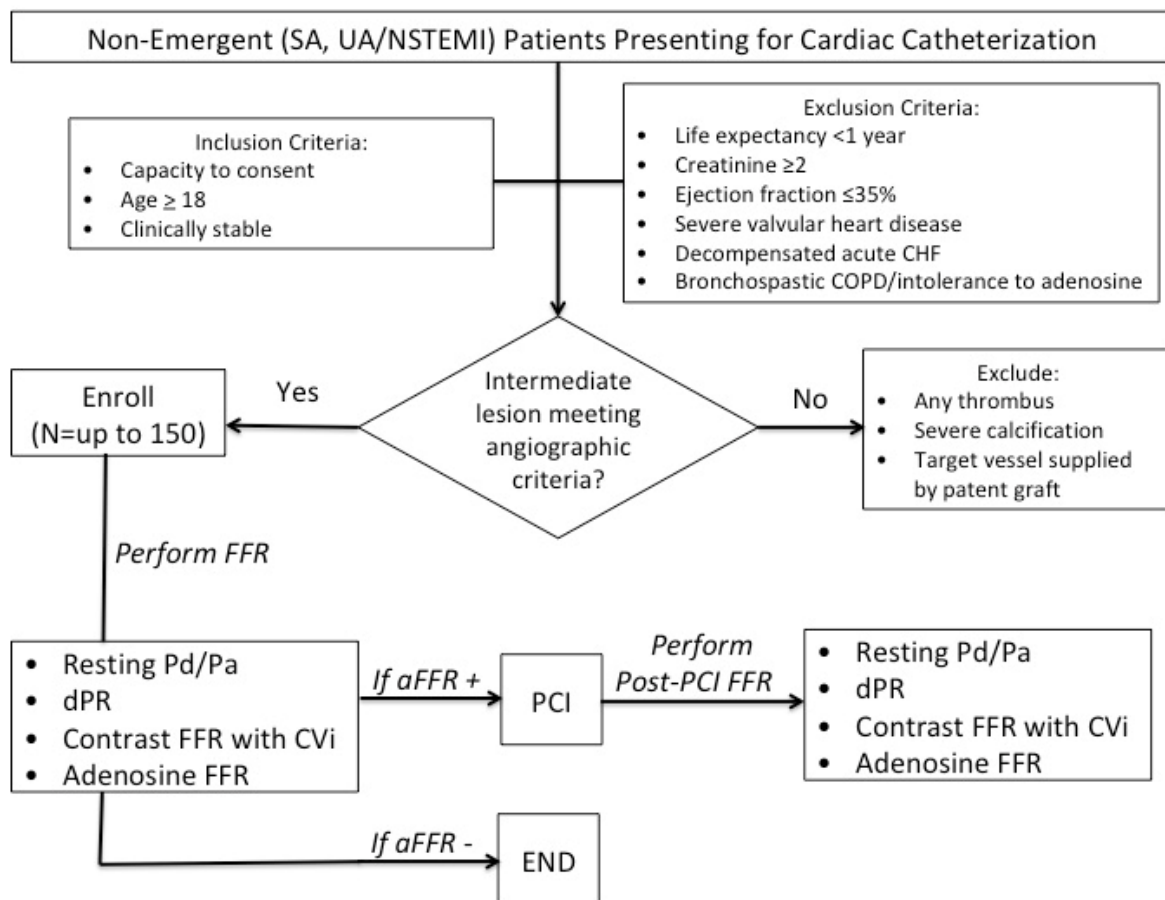 Non-Emergent (SA, UA/NSTEMI) Patients Presenting for Cardiac Catheterization
Inclusion Criteria:
• Capacity to consent
• Age ≥ 18
• Clinically stable
Exclusion Criteria:
• Life expectancy <1 year
• Creatinine ≥2
• Ejection fraction ≤35%
• Severe valvular heart disease
• Decompensated acute CHF
• Bronchospastic COPD/intolerance to adenosine
Enroll
(N=up to 150)
Yes
Intermediate
lesion meeting
angiographic
criteria?
No
Exclude:
• Any thrombus
• Severe calcification
• Target vessel supplied
by patent graft
Perform FFR
• Resting Pd/Pa
• dPR
• Contrast FFR with CVi
• Adenosine FFR
If aFFR +
PCI
Perform
Post-PCI FFR
• Resting Pd/Pa
• dPR
• Contrast FFR with CVi
• Adenosine FFR
If aFFR -
END